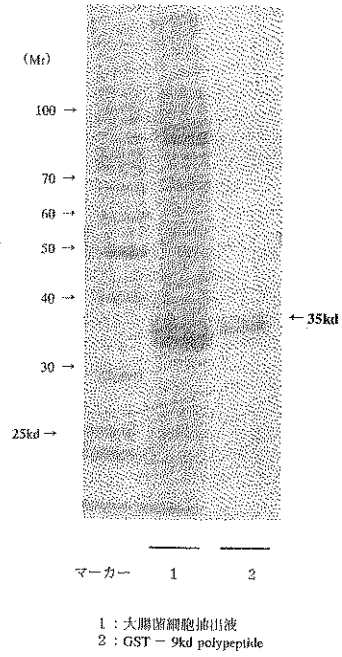 (Mr)
100 →
70 →
60 →
50 →
40 →
← 35kd
30 →
25kd →
マーカー 1 2
1 : 大腸菌細胞抽出液
2 : GST − 9kd polypeptide